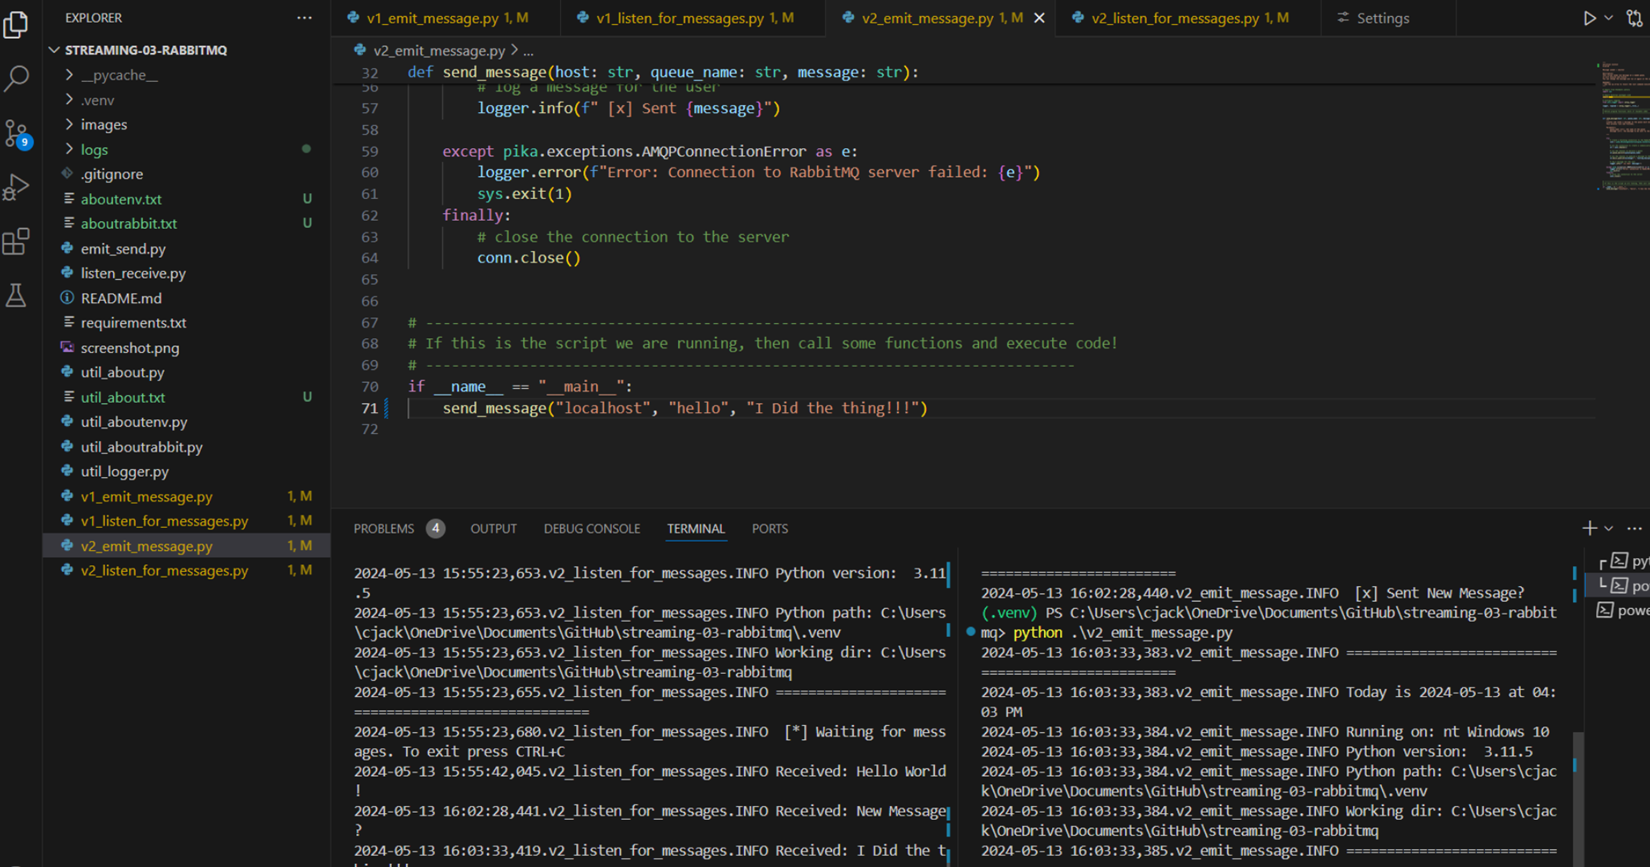 EXPLORER
STREAMING-03-RABBITMQ
__pycache__
.venv
images
logs
.gitignore
aboutenv.txt U
aboutrabbit.txt U
emit_send.py
listen_receive.py
README.md
requirements.txt
screenshot.png
util_about.py
util_about.txt U
util_aboutenv.py
util_aboutrabbit.py
util_logger.py
v1_emit_message.py 1, M
v1_listen_for_messages.py 1, M
v2_emit_message.py 1, M
v2_listen_for_messages.py 1, M
9
v1_emit_message.py 1, M
v1_listen_for_messages.py 1, M
v2_emit_message.py 1, M
v2_listen_for_messages.py 1, M
Settings
v2_emit_message.py > ...
32 def send_message(host: str, queue_name: str, message: str):
56 # log a message for the user
57 logger.info(f" [x] Sent {message}")
58
59 except pika.exceptions.AMQPConnectionError as e:
60 logger.error(f"Error: Connection to RabbitMQ server failed: {e}")
61 sys.exit(1)
62 finally:
63 # close the connection to the server
64 conn.close()
65
66
67 # ---------------------------------------------------------------------------
68 # If this is the script we are running, then call some functions and execute code!
69 # ---------------------------------------------------------------------------
70 if __name__ == "__main__":
71 send_message("localhost", "hello", "I Did the thing!!!")
72
PROBLEMS 4 OUTPUT DEBUG CONSOLE TERMINAL PORTS
2024-05-13 15:55:23,653.v2_listen_for_messages.INFO Python version:  3.11
.5
2024-05-13 15:55:23,653.v2_listen_for_messages.INFO Python path: C:\Users
\cjack\OneDrive\Documents\GitHub\streaming-03-rabbitmq\.venv
2024-05-13 15:55:23,653.v2_listen_for_messages.INFO Working dir: C:\Users
\cjack\OneDrive\Documents\GitHub\streaming-03-rabbitmq
2024-05-13 15:55:23,655.v2_listen_for_messages.INFO =====================
=============================
2024-05-13 15:55:23,680.v2_listen_for_messages.INFO  [*] Waiting for mess
ages. To exit press CTRL+C
2024-05-13 15:55:42,045.v2_listen_for_messages.INFO Received: Hello World
!
2024-05-13 16:02:28,441.v2_listen_for_messages.INFO Received: New Message
?
2024-05-13 16:03:33,419.v2_listen_for_messages.INFO Received: I Did the t
========================
2024-05-13 16:02:28,440.v2_emit_message.INFO  [x] Sent New Message?
(.venv) PS C:\Users\cjack\OneDrive\Documents\GitHub\streaming-03-rabbit
mq> python .\v2_emit_message.py
2024-05-13 16:03:33,383.v2_emit_message.INFO ==========================
========================
2024-05-13 16:03:33,383.v2_emit_message.INFO Today is 2024-05-13 at 04:
03 PM
2024-05-13 16:03:33,384.v2_emit_message.INFO Running on: nt Windows 10
2024-05-13 16:03:33,384.v2_emit_message.INFO Python version:  3.11.5
2024-05-13 16:03:33,384.v2_emit_message.INFO Python path: C:\Users\cjac
k\OneDrive\Documents\GitHub\streaming-03-rabbitmq\.venv
2024-05-13 16:03:33,384.v2_emit_message.INFO Working dir: C:\Users\cjac
k\OneDrive\Documents\GitHub\streaming-03-rabbitmq
2024-05-13 16:03:33,385.v2_emit_message.INFO ==========================
py
po
powe